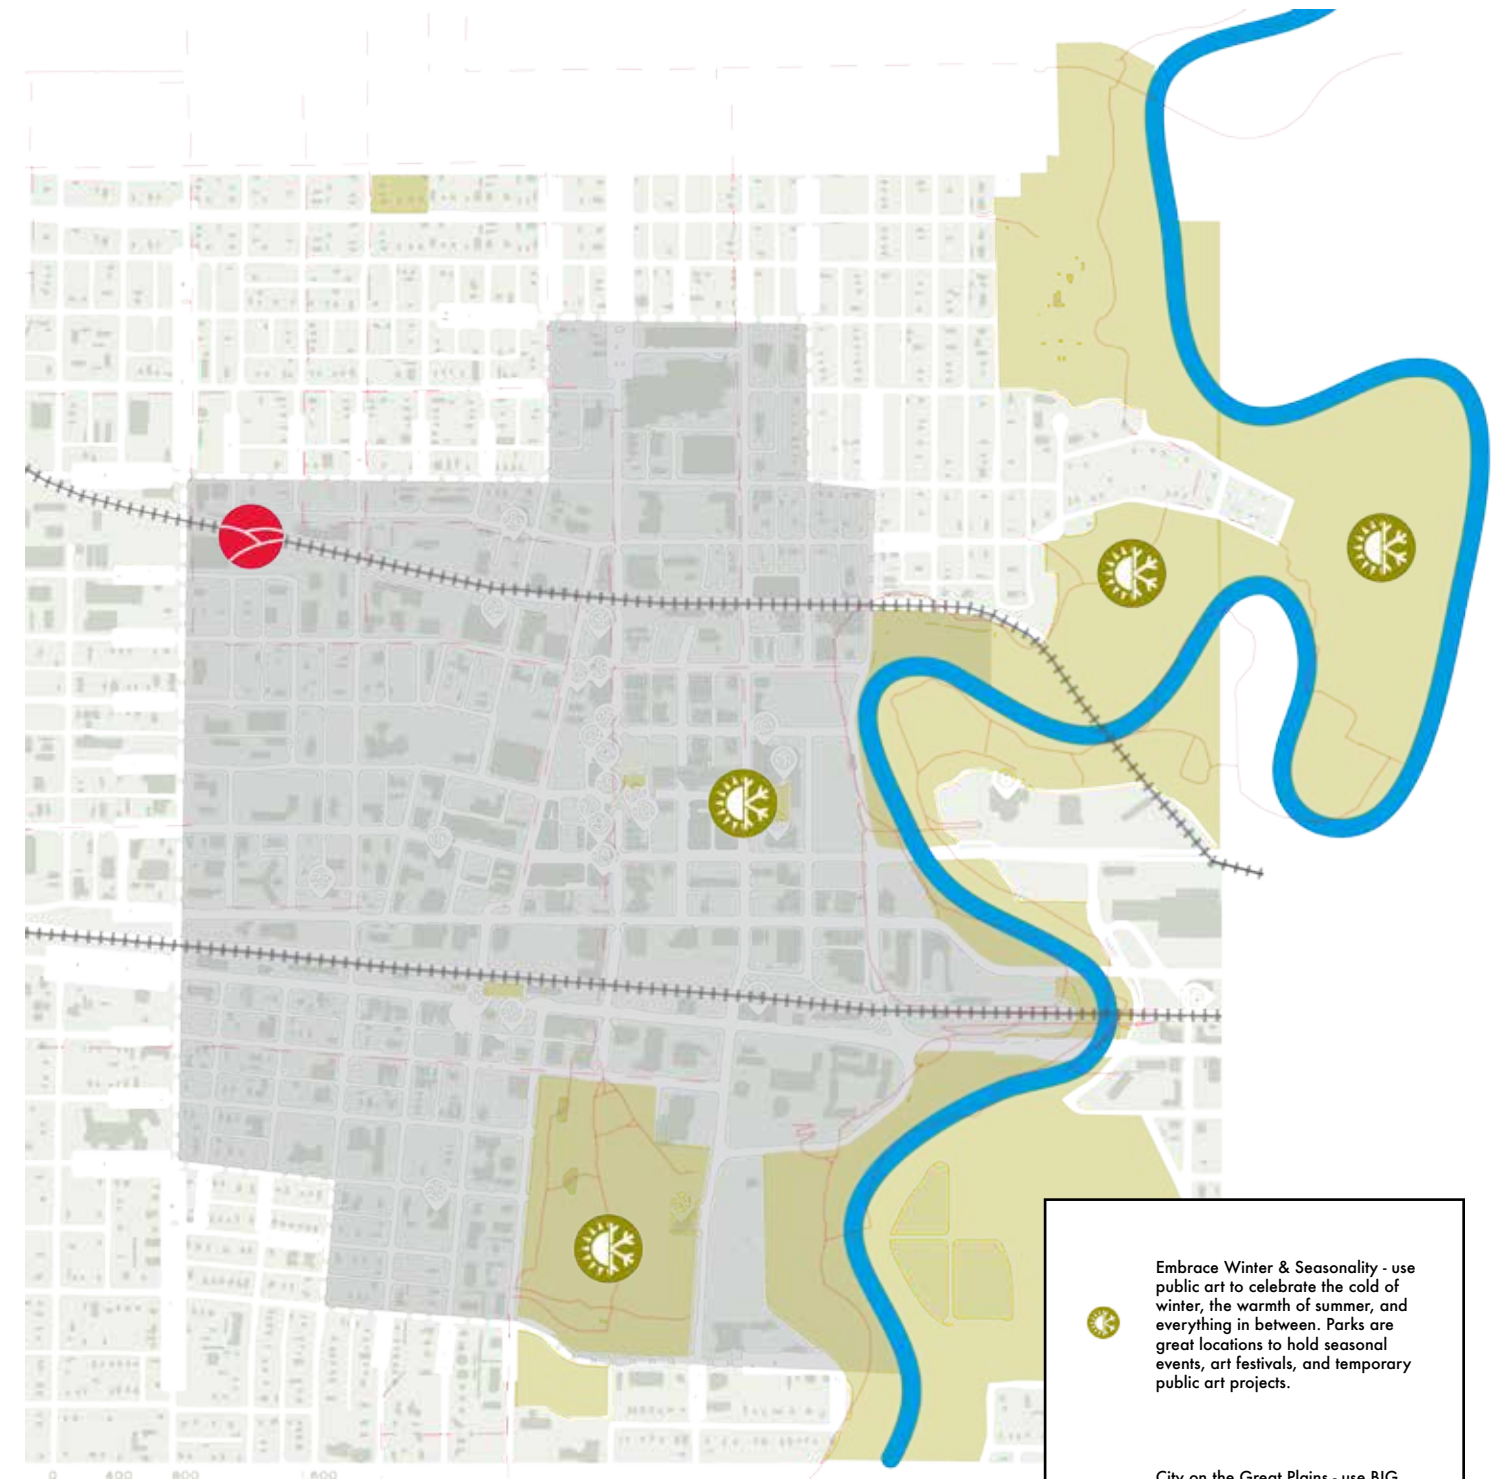 Embrace Winter & Seasonality - use
public art to celebrate the cold of
winter, the warmth of summer, and
everything in between. Parks are
great locations to hold seasonal
events, art festivals, and temporary
public art projects.
City on the Great Plains - use BIG
0 400 800 1,600